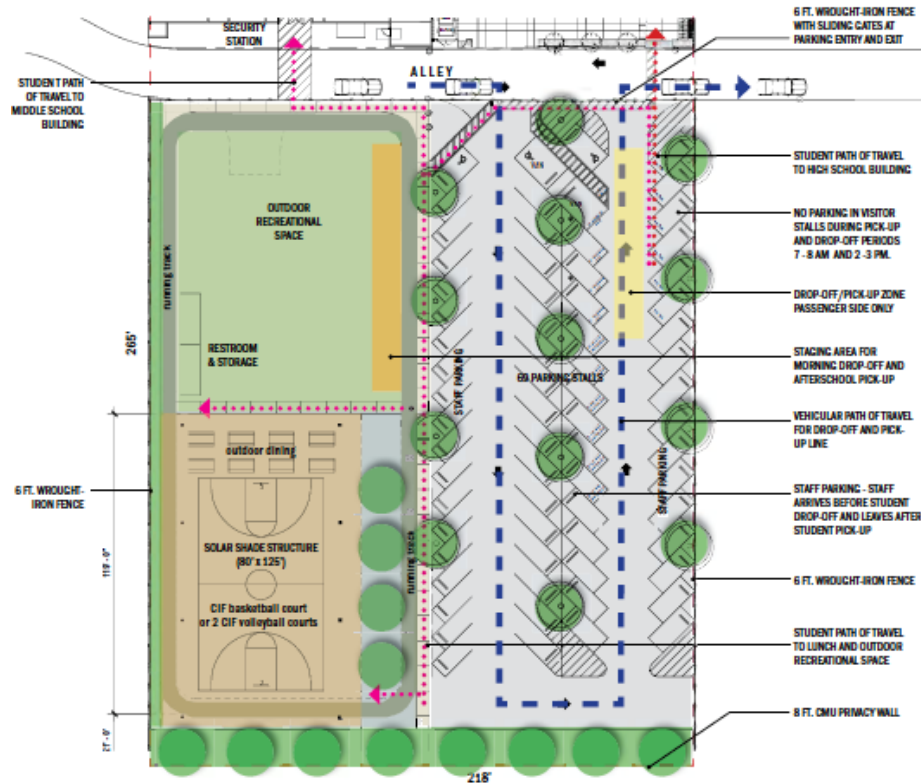 6 FT. WROUGHT-IRON FENCE
WITH SLIDING GATES AT
PARKING ENTRY AND EXIT
SECURITY
STATION
ALLEY
STUDENT PATH
OF TRAVEL TO
MIDDLE SCHOOL
BUILDING
STUDENT PATH OF TRAVEL
TO HIGH SCHOOL BUILDING
OUTDOOR
RECREATIONAL
SPACE
NO PARKING IN VISITOR
STALLS DURING PICK-UP
AND DROP-OFF PERIODS
7 - 8 AM AND 2 -3 PM.
running track
DROP-OFF/PICK-UP ZONE
PASSENGER SIDE ONLY
265'
RESTROOM
& STORAGE
STAFF PARKING
69 PARKING STALLS
STAGING AREA FOR
MORNING DROP-OFF AND
AFTERSCHOOL PICK-UP
VEHICULAR PATH OF TRAVEL
FOR DROP-OFF AND PICK-
UP LINE
outdoor dining
STAFF PARKING
6 FT. WROUGHT-
IRON FENCE
STAFF PARKING - STAFF
ARRIVES BEFORE STUDENT
DROP-OFF AND LEAVES AFTER
STUDENT PICK-UP
SOLAR SHADE STRUCTURE
(80' x 125')
running track
6 FT. WROUGHT-IRON FENCE
CIF basketball court
or 2 CIF volleyball courts
STUDENT PATH OF TRAVEL
TO LUNCH AND OUTDOOR
RECREATIONAL SPACE
8 FT. CMU PRIVACY WALL
21' - 0"
218'